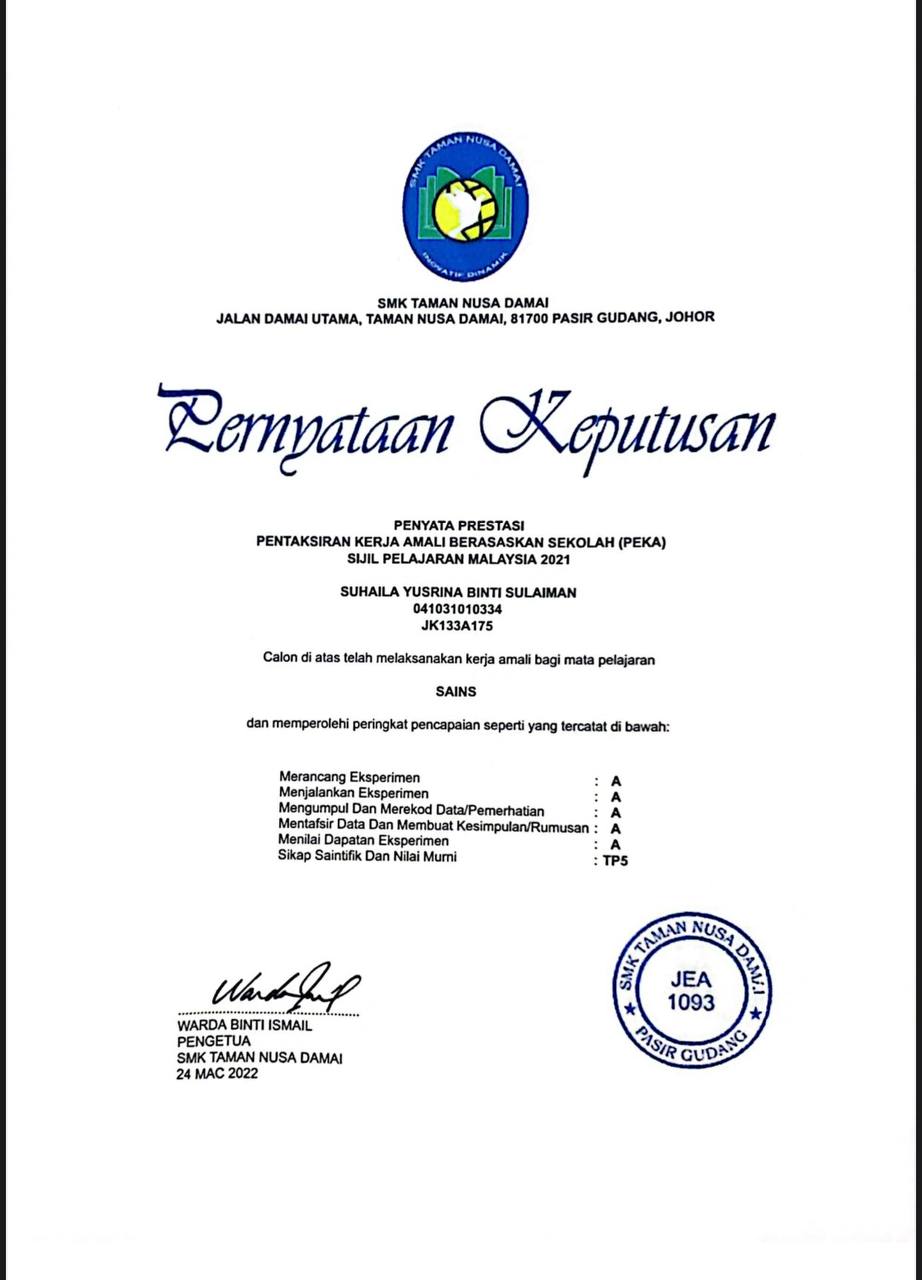 SMK TAMAN NUSA DAMAI
INOVATIF DINAMIK
SMK TAMAN NUSA DAMAI
JALAN DAMAI UTAMA, TAMAN NUSA DAMAI, 81700 PASIR GUDANG, JOHOR
Pernyataan Keputusan
PENYATA PRESTASI
PENTAKSIRAN KERJA AMALI BERASASKAN SEKOLAH (PEKA)
SIJIL PELAJARAN MALAYSIA 2021
SUHAILA YUSRINA BINTI SULAIMAN
041031010334
JK133A175
Calon di atas telah melaksanakan kerja amali bagi mata pelajaran
SAINS
dan memperolehi peringkat pencapaian seperti yang tercatat di bawah:
Merancang Eksperimen : A
Menjalankan Eksperimen : A
Mengumpul Dan Merekod Data/Pemerhatian : A
Mentafsir Data Dan Membuat Kesimpulan/Rumusan : A
Menilai Dapatan Eksperimen : A
Sikap Saintifik Dan Nilai Murni : TP5
WARDA BINTI ISMAIL
PENGETUA
SMK TAMAN NUSA DAMAI
24 MAC 2022
SMK TAMAN NUSA DAMAI
JEA
1093
PASIR GUDANG